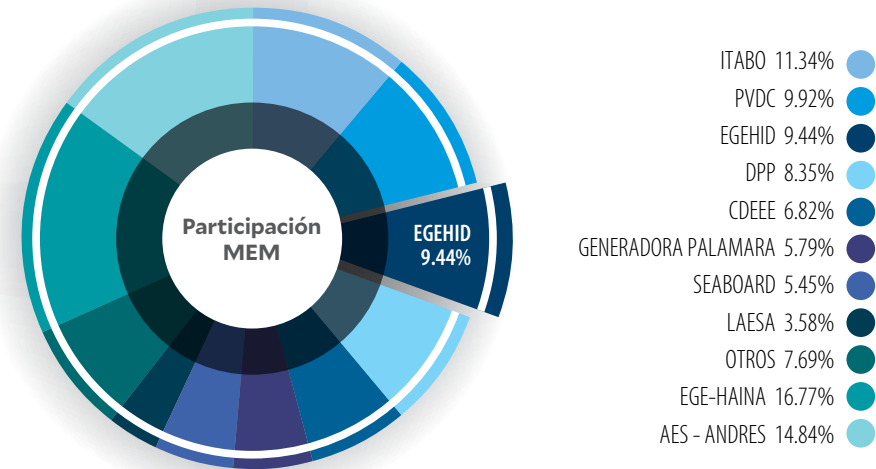 Participación
MEM
EGEHID
9.44%
ITABO 11.34%
PVDC 9.92%
EGEHID 9.44%
DPP 8.35%
CDEEE 6.82%
GENERADORA PALAMARA 5.79%
SEABOARD 5.45%
LAESA 3.58%
OTROS 7.69%
EGE-HAINA 16.77%
AES - ANDRES 14.84%